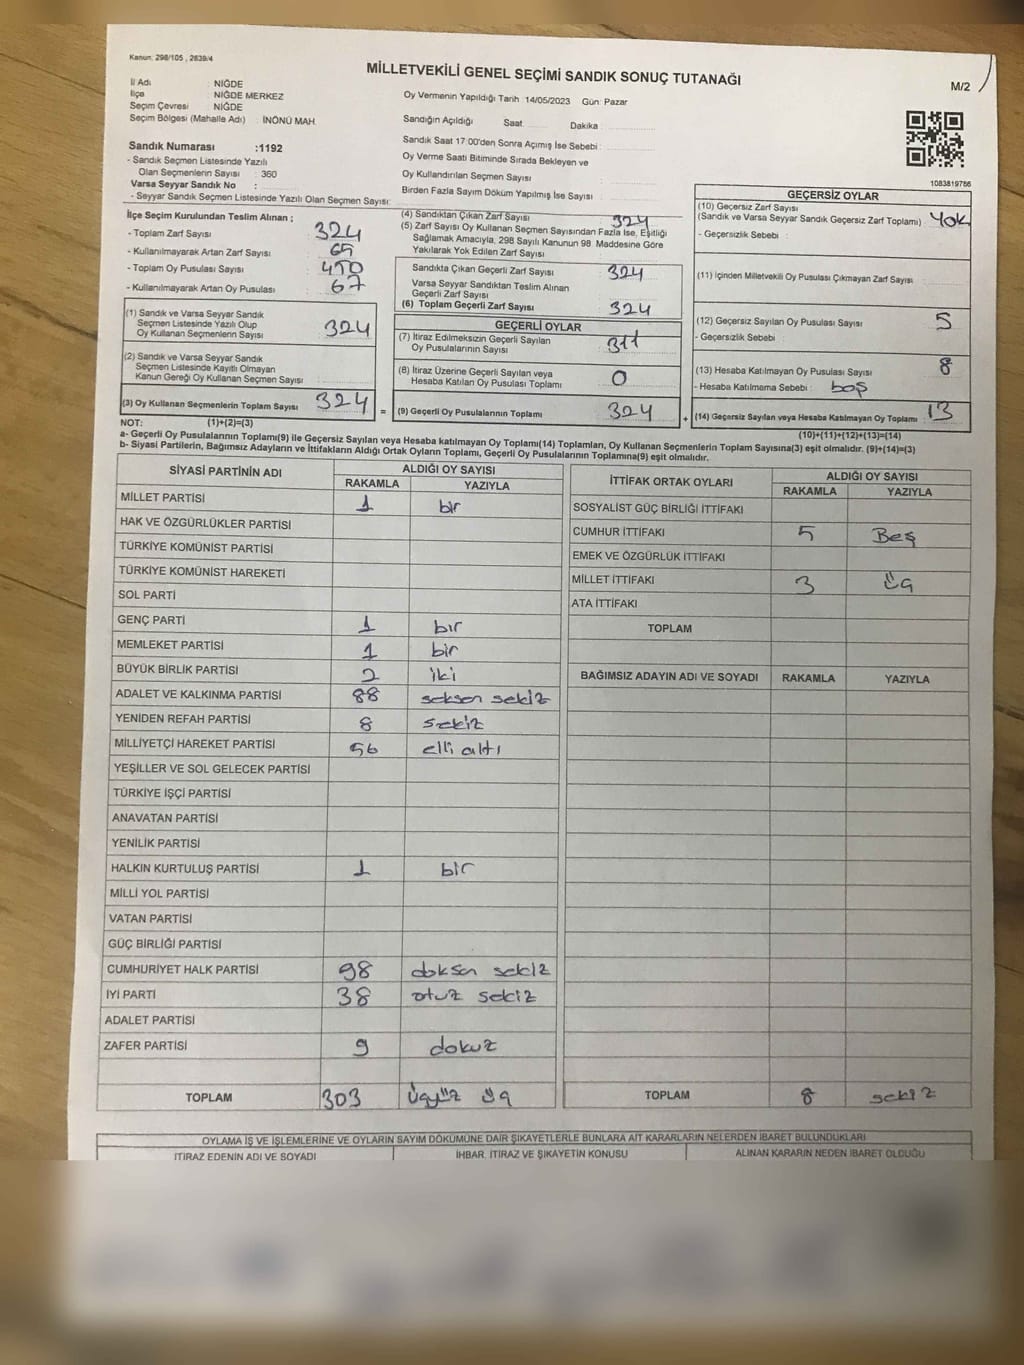 Kanun: 298/105 , 2839/4
MİLLETVEKİLİ GENEL SEÇİMİ SANDIK SONUÇ TUTANAĞI
M/2
İl Adı : NİĞDE
İlçe : NİĞDE MERKEZ
Seçim Çevresi : NİĞDE
Seçim Bölgesi (Mahalle Adı) : İNÖNÜ MAH.
Sandık Numarası :1192
- Sandık Seçmen Listesinde Yazılı
Olan Seçmenlerin Sayısı : 360
Varsa Seyyar Sandık No :
- Seyyar Sandık Seçmen Listesinde Yazılı Olan Seçmen Sayısı:
Oy Vermenin Yapıldığı Tarih 14/05/2023 Gün: Pazar
Sandığın Açıldığı Saat Dakika
Sandık Saat 17:00'den Sonra Açımış İse Sebebi :
Oy Verme Saati Bitiminde Sırada Bekleyen ve
Oy Kullandırılan Seçmen Sayısı
Birden Fazla Sayım Döküm Yapılmış İse Sayısı :
1083819786
İlçe Seçim Kurulundan Teslim Alınan ;
- Toplam Zarf Sayısı : 324
- Kullanılmayarak Artan Zarf Sayısı :
- Toplam Oy Pusulası Sayısı :
- Kullanılmayarak Artan Oy Pusulası : 67
(1) Sandık ve Varsa Seyyar Sandık
Seçmen Listesinde Yazılı Olup
Oy Kullanan Seçmenlerin Sayısı : 324
(2) Sandık ve Varsa Seyyar Sandık
Seçmen Listesinde Kayıtlı Olmayan
Kanun Gereği Oy Kullanan Seçmen Sayısı :
(3) Oy Kullanan Seçmenlerin Toplam Sayısı : 324 =
(4) Sandıktan Çıkan Zarf Sayısı : 324
(5) Zarf Sayısı Oy Kullanan Seçmen Sayısından Fazla İse, Eşitliği
Sağlamak Amacıyla, 298 Sayılı Kanunun 98 Maddesine Göre
Yakılarak Yok Edilen Zarf Sayısı
Sandıkta Çıkan Geçerli Zarf Sayısı : 324
Varsa Seyyar Sandıktan Teslim Alınan
Geçerli Zarf Sayısı
(6) Toplam Geçerli Zarf Sayısı : 324
GEÇERLİ OYLAR
(7) İtiraz Edilmeksizin Geçerli Sayılan
Oy Pusulalarının Sayısı : 311
(8) İtiraz Üzerine Geçerli Sayılan veya
Hesaba Katılan Oy Pusulası Toplamı : 0
(9) Geçerli Oy Pusulalarının Toplamı : 324 +
GEÇERSİZ OYLAR
(10) Geçersiz Zarf Sayısı
(Sandık ve Varsa Seyyar Sandık Geçersiz Zarf Toplamı) : Yok
- Geçersizlik Sebebi :
(11) İçinden Milletvekili Oy Pusulası Çıkmayan Zarf Sayısı :
(12) Geçersiz Sayılan Oy Pusulası Sayısı : 5
- Geçersizlik Sebebi :
(13) Hesaba Katılmayan Oy Pusulası Sayısı : 8
- Hesaba Katılmama Sebebi : boş
(14) Geçersiz Sayılan veya Hesaba Katılmayan Oy Toplamı : 13
NOT: (1)+(2)=(3)
(10)+(11)+(12)+(13)=(14)
a- Geçerli Oy Pusulalarının Toplamı(9) ile Geçersiz Sayılan veya Hesaba katılmayan Oy Toplamı(14) Toplamları, Oy Kullanan Seçmenlerin Toplam Sayısına(3) eşit olmalıdır. (9)+(14)=(3)
b- Siyasi Partilerin, Bağımsız Adayların ve İttifakların Aldığı Ortak Oyların Toplamı, Geçerli Oy Pusulalarının Toplamına(9) eşit olmalıdır.
SİYASİ PARTİNİN ADI ALDIĞI OY SAYISI
RAKAMLA YAZIYLA
MİLLET PARTİSİ 1 bir
HAK VE ÖZGÜRLÜKLER PARTİSİ
TÜRKİYE KOMÜNİST PARTİSİ
TÜRKİYE KOMÜNİST HAREKETİ
SOL PARTİ
GENÇ PARTİ 1 bir
MEMLEKET PARTİSİ 1 bir
BÜYÜK BİRLİK PARTİSİ 2 iki
ADALET VE KALKINMA PARTİSİ 88 seksen sekiz
YENİDEN REFAH PARTİSİ 8 sekiz
MİLLİYETÇİ HAREKET PARTİSİ 56 elli altı
YEŞİLLER VE SOL GELECEK PARTİSİ
TÜRKİYE İŞÇİ PARTİSİ
ANAVATAN PARTİSİ
YENİLİK PARTİSİ
HALKIN KURTULUŞ PARTİSİ 1 bir
MİLLİ YOL PARTİSİ
VATAN PARTİSİ
GÜÇ BİRLİĞİ PARTİSİ
CUMHURİYET HALK PARTİSİ 98 doksan sekiz
İYİ PARTİ 38 otuz sekiz
ADALET PARTİSİ
ZAFER PARTİSİ 9 dokuz
TOPLAM 303 üçyüz üç
İTTİFAK ORTAK OYLARI ALDIĞI OY SAYISI
RAKAMLA YAZIYLA
SOSYALİST GÜÇ BİRLİĞİ İTTİFAKI
CUMHUR İTTİFAKI 5 Beş
EMEK VE ÖZGÜRLÜK İTTİFAKI
MİLLET İTTİFAKI 3 üç
ATA İTTİFAKI
TOPLAM
BAĞIMSIZ ADAYIN ADI VE SOYADI RAKAMLA YAZIYLA
TOPLAM 8 sekiz
OYLAMA İŞ VE İŞLEMLERİNE VE OYLARIN SAYIM DÖKÜMÜNE DAİR ŞİKAYETLERLE BUNLARA AİT KARARLARIN NELERDEN İBARET BULUNDUKLARI
İTİRAZ EDENİN ADI VE SOYADI İHBAR, İTİRAZ VE ŞİKAYETİN KONUSU ALINAN KARARIN NEDEN İBARET OLDUĞU